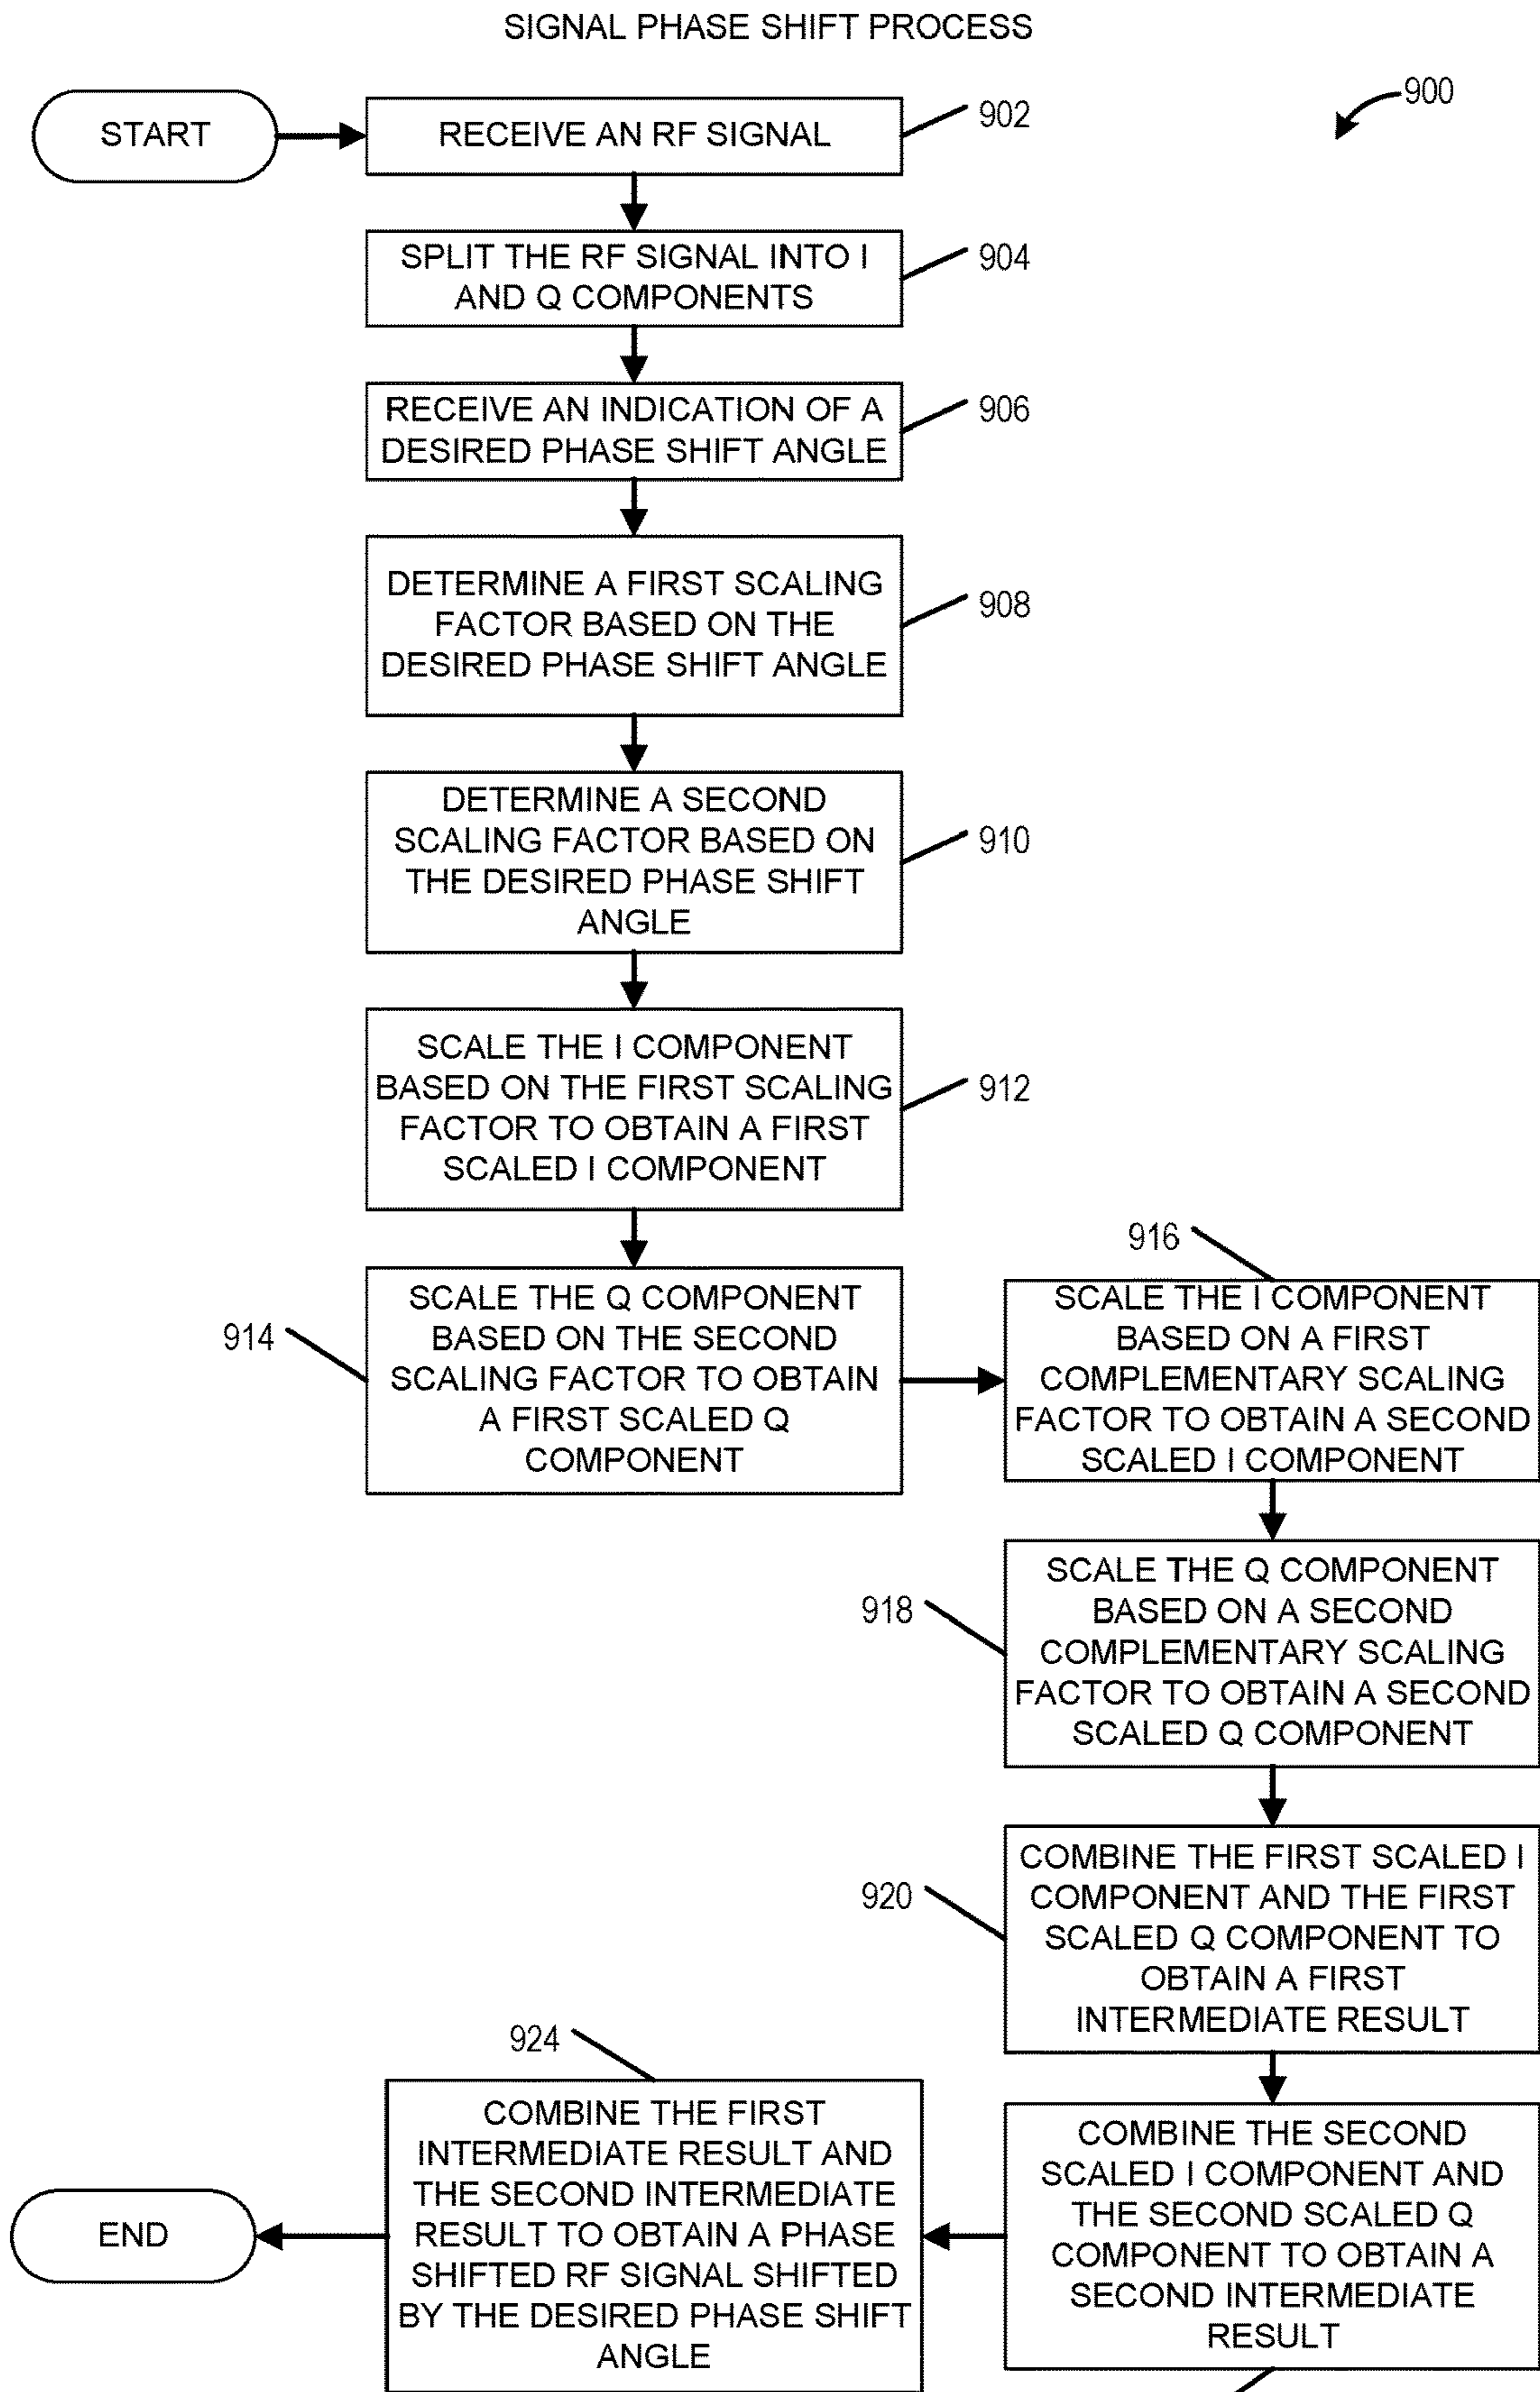 SIGNAL PHASE SHIFT PROCESS
900
START
RECEIVE AN RF SIGNAL
902
SPLIT THE RF SIGNAL INTO I
AND Q COMPONENTS
904
RECEIVE AN INDICATION OF A
DESIRED PHASE SHIFT ANGLE
906
DETERMINE A FIRST SCALING
FACTOR BASED ON THE
DESIRED PHASE SHIFT ANGLE
908
DETERMINE A SECOND
SCALING FACTOR BASED ON
THE DESIRED PHASE SHIFT
ANGLE
910
SCALE THE I COMPONENT
BASED ON THE FIRST SCALING
FACTOR TO OBTAIN A FIRST
SCALED I COMPONENT
912
914
SCALE THE Q COMPONENT
BASED ON THE SECOND
SCALING FACTOR TO OBTAIN
A FIRST SCALED Q
COMPONENT
916
SCALE THE I COMPONENT
BASED ON A FIRST
COMPLEMENTARY SCALING
FACTOR TO OBTAIN A SECOND
SCALED I COMPONENT
918
SCALE THE Q COMPONENT
BASED ON A SECOND
COMPLEMENTARY SCALING
FACTOR TO OBTAIN A SECOND
SCALED Q COMPONENT
920
COMBINE THE FIRST SCALED I
COMPONENT AND THE FIRST
SCALED Q COMPONENT TO
OBTAIN A FIRST
INTERMEDIATE RESULT
COMBINE THE SECOND
SCALED I COMPONENT AND
THE SECOND SCALED Q
COMPONENT TO OBTAIN A
SECOND INTERMEDIATE
RESULT
924
COMBINE THE FIRST
INTERMEDIATE RESULT AND
THE SECOND INTERMEDIATE
RESULT TO OBTAIN A PHASE
SHIFTED RF SIGNAL SHIFTED
BY THE DESIRED PHASE SHIFT
ANGLE
END